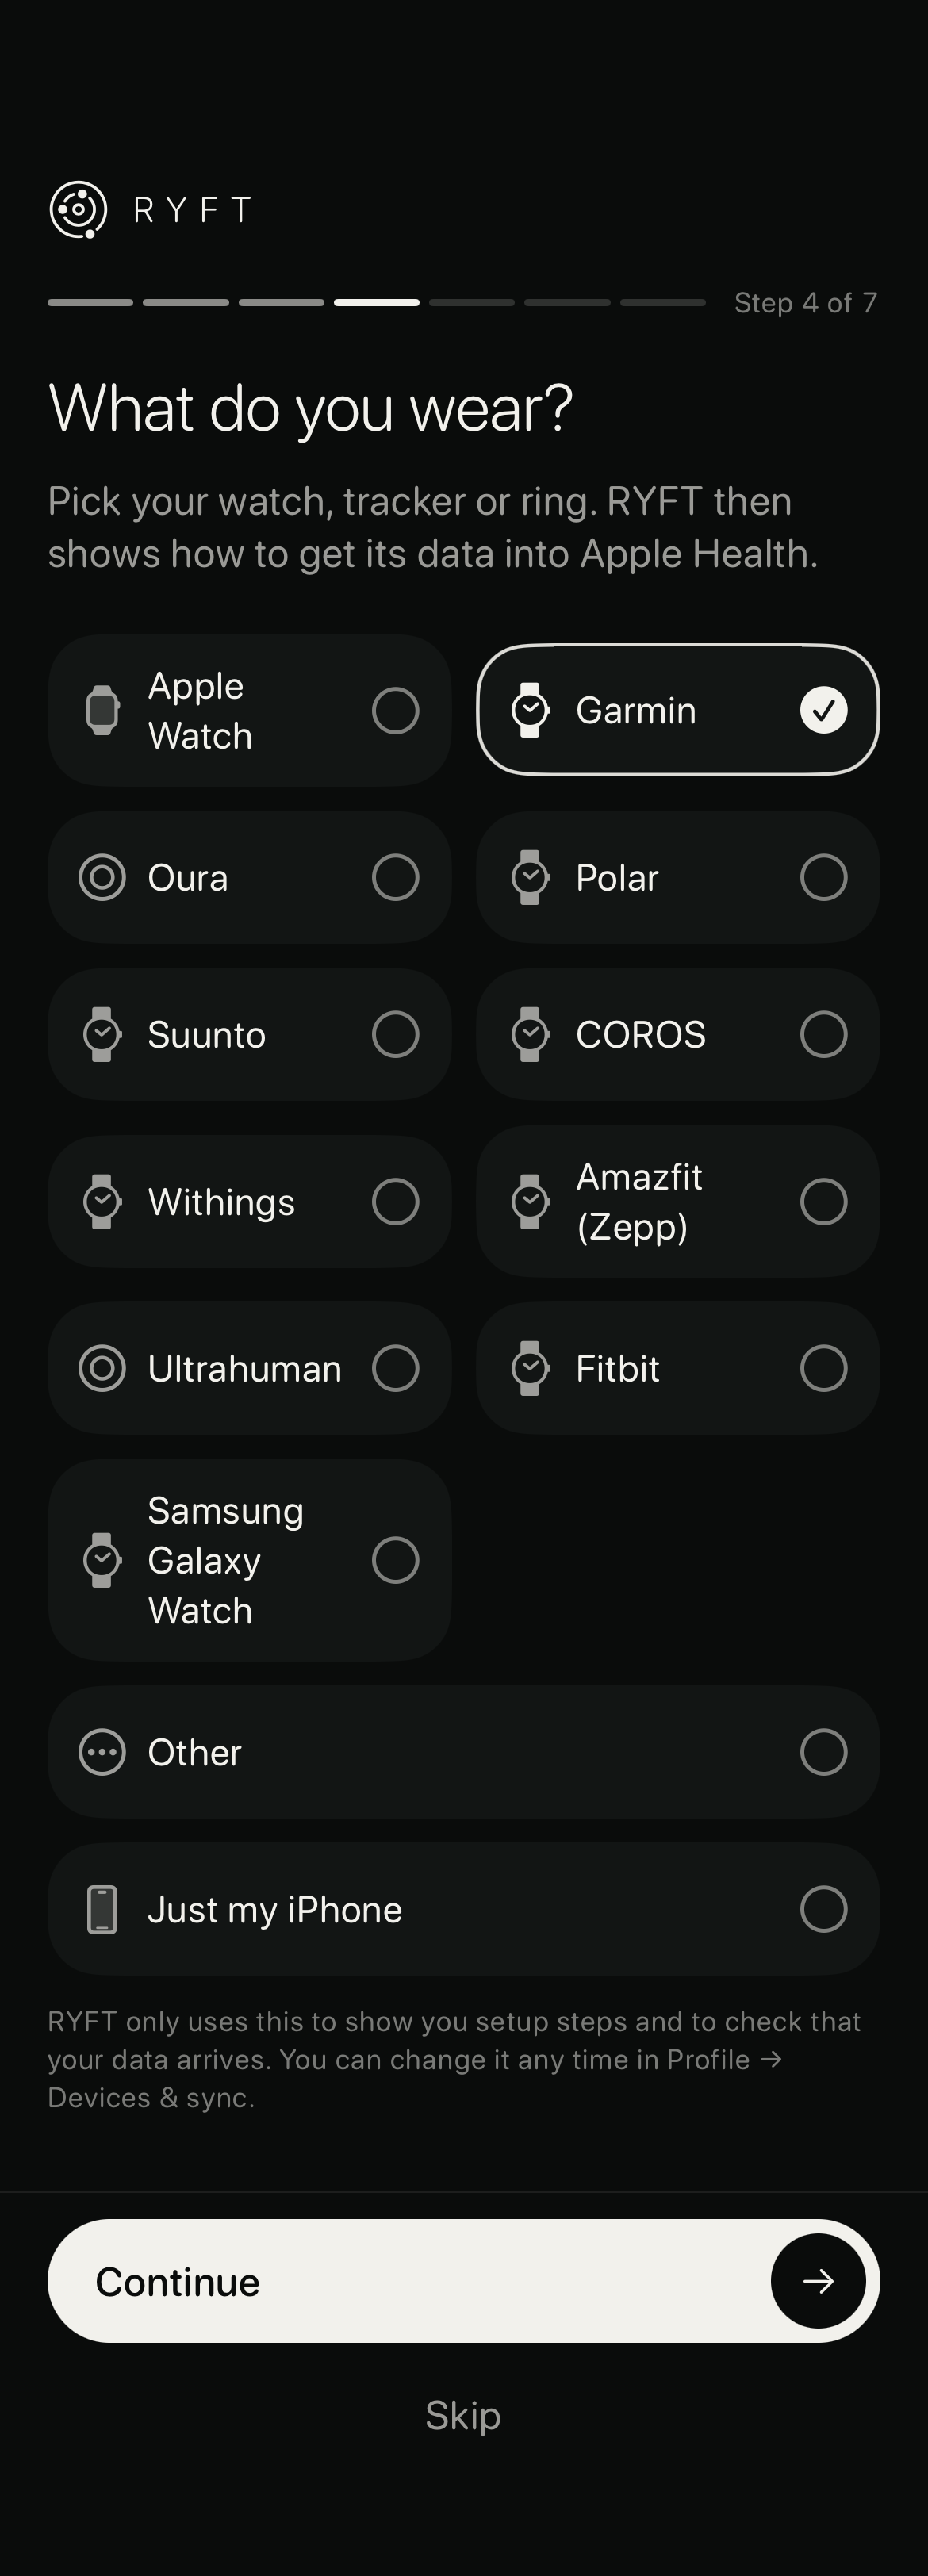 RYFT
Step 4 of 7
What do you wear?
Pick your watch, tracker or ring. RYFT then
shows how to get its data into Apple Health.
Apple
Watch
Garmin
Oura
Polar
Suunto
COROS
Withings
Amazfit
(Zepp)
Ultrahuman
Fitbit
Samsung
Galaxy
Watch
Other
Just my iPhone
RYFT only uses this to show you setup steps and to check that
your data arrives. You can change it any time in Profile →
Devices & sync.
Continue
Skip